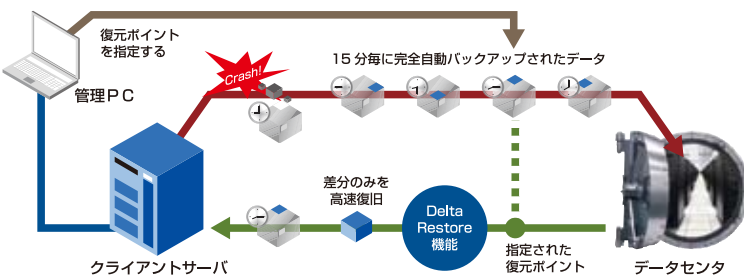 復元ポイント
を指定する
管理PC
Crash!
15分毎に完全自動バックアップされたデータ
クライアントサーバ
差分のみを
高速復旧
Delta
Restore
機能
指定された
復元ポイント
データセンタ